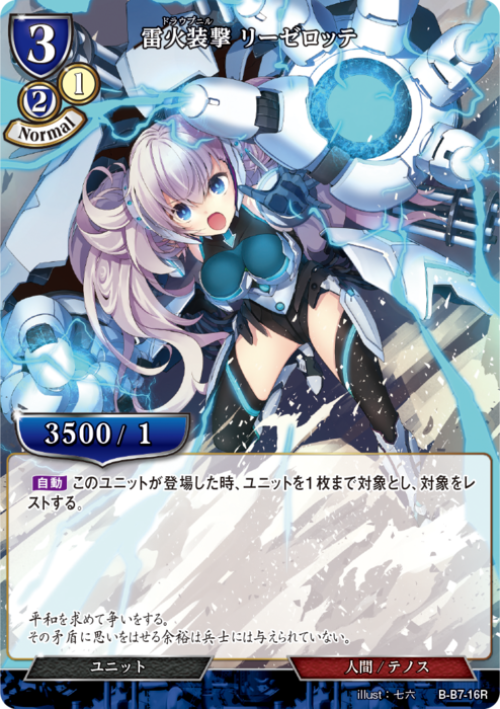 3
ドラウプニル
雷火装撃 リーゼロッテ
2
1
Normal
3500 / 1
自動 このユニットが登場した時、ユニットを1枚まで対象とし、対象をレ
ストする。
平和を求めて争いをする。
その矛盾に思いをはせる余裕は兵士には与えられていない。
ユニット
人間 / テノス
illust : 七六
B-B7-16R